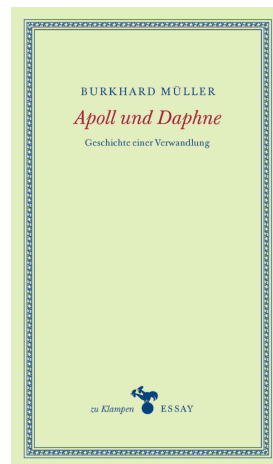 BURKHARD MÜLLER
Apoll und Daphne
Geschichte einer Verwandlung
zu Klampen ESSAY